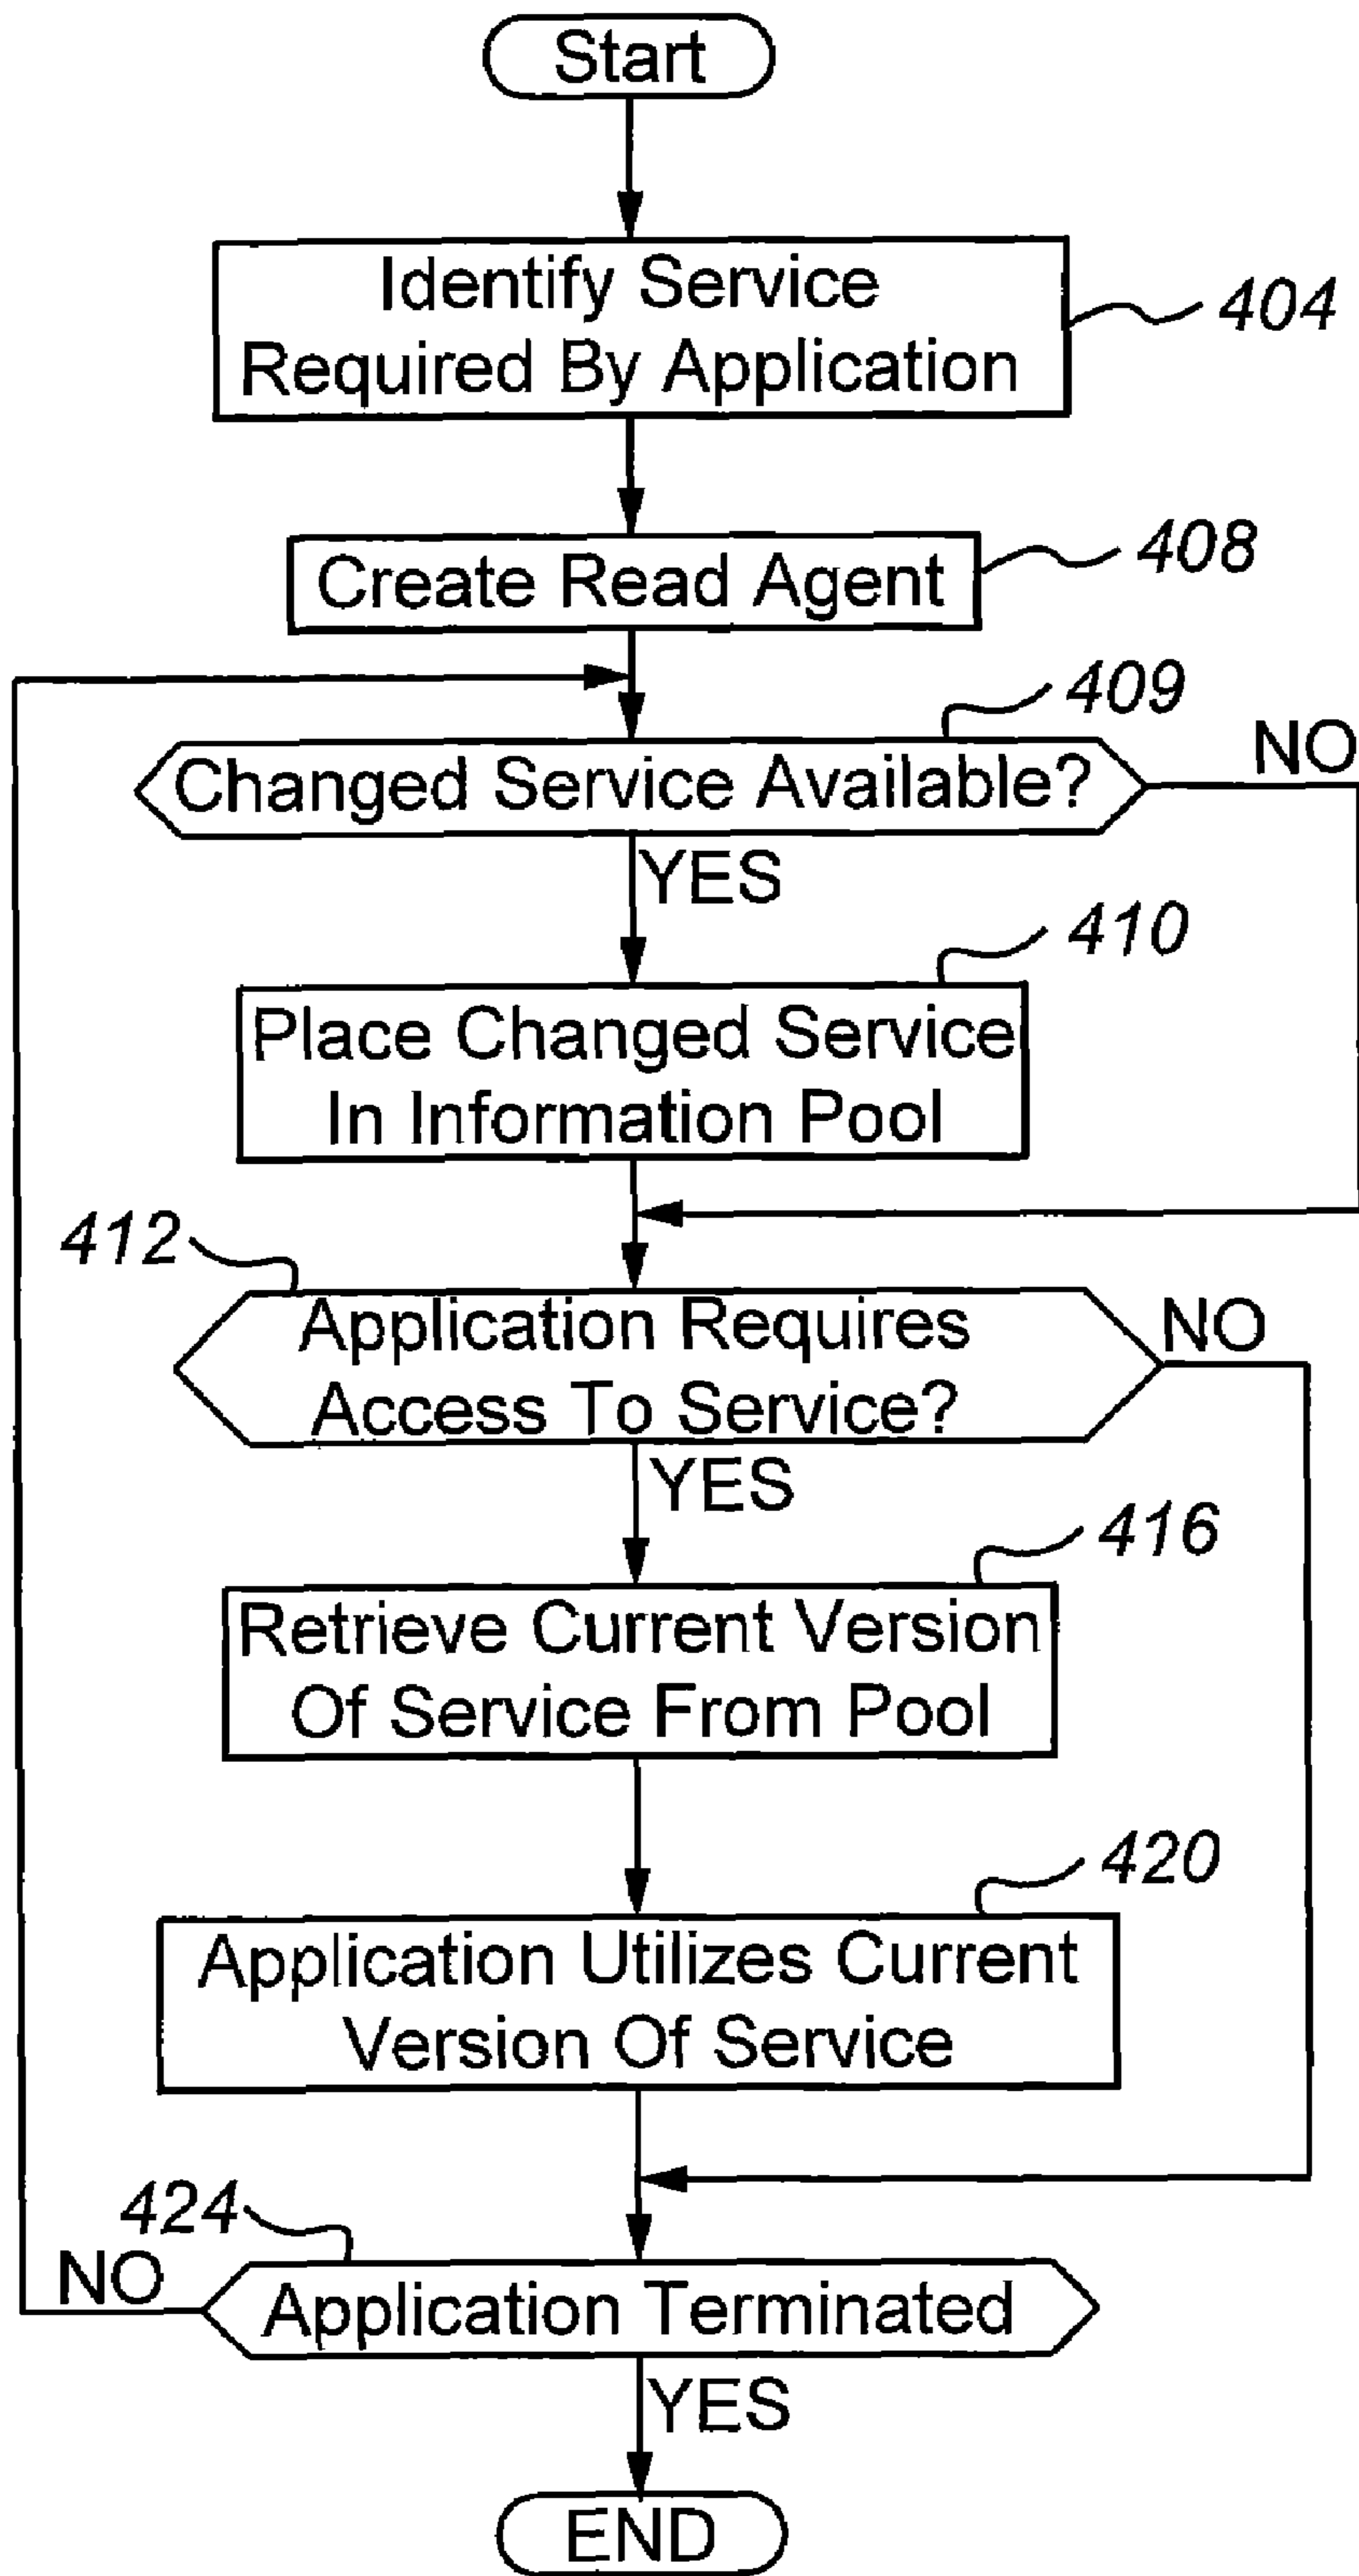 Start
Identify Service
Required By Application
404
Create Read Agent
408
409
Changed Service Available?
NO
YES
410
Place Changed Service
In Information Pool
412
Application Requires
Access To Service?
NO
YES
416
Retrieve Current Version
Of Service From Pool
420
Application Utilizes Current
Version Of Service
424
NO
Application Terminated
YES
END